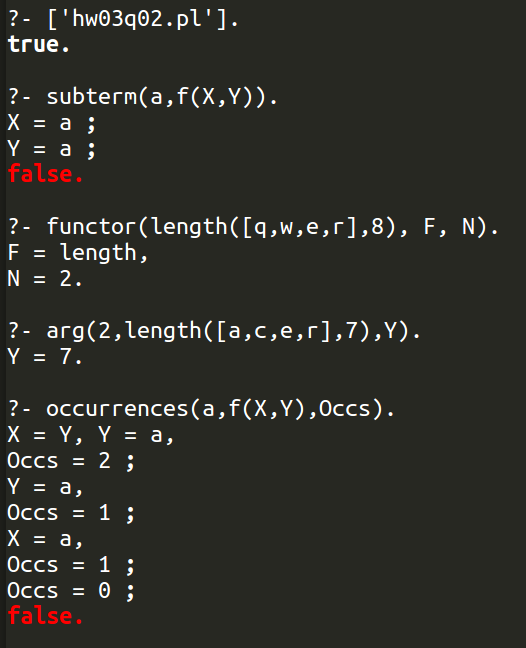 ?- ['hw03q02.pl'].
true.
?- subterm(a,f(X,Y)).
X = a ;
Y = a ;
false.
?- functor(length([q,w,e,r],8), F, N).
F = length,
N = 2.
?- arg(2,length([a,c,e,r],7),Y).
Y = 7.
?- occurrences(a,f(X,Y),Occs).
X = Y, Y = a,
Occs = 2 ;
Y = a,
Occs = 1 ;
X = a,
Occs = 1 ;
Occs = 0 ;
false.